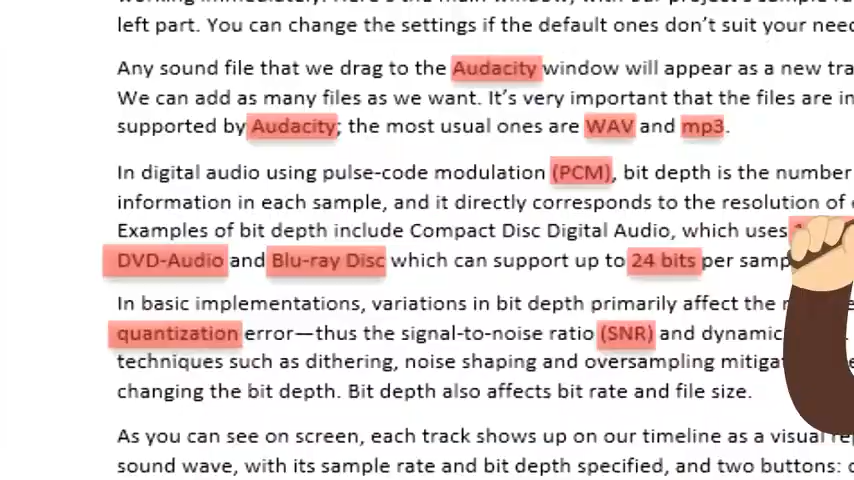 left part. You can change the settings if the default ones don't suit your
Any sound file that we drag to the Audacity window will appear as a new
We can add as many files as we want. It's very important that the files are in
supported by Audacity; the most usual ones are WAV and mp3.
In digital audio using pulse-code modulation (PCM), bit depth is the number
information in each sample, and it directly corresponds to the resolution of
Examples of bit depth include Compact Disc Digital Audio, which uses
DVD-Audio and Blu-ray Disc which can support up to 24 bits per
In basic implementations, variations in bit depth primarily affect the
quantization error—thus the signal-to-noise ratio (SNR) and dynamic
techniques such as dithering, noise shaping and oversampling
changing the bit depth. Bit depth also affects bit rate and file size.
As you can see on screen, each track shows up on our timeline as a visual
sound wave, with its sample rate and bit depth specified, and two buttons: